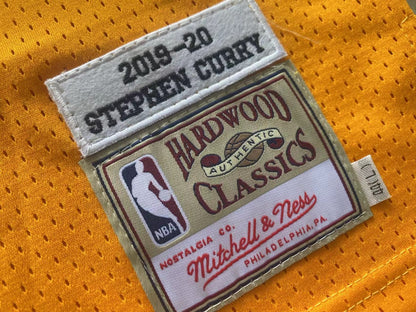 2019-20
STEPHEN CURRY
HARDWOOD
AUTHENTIC
CLASSICS
NBA
NOSTALGIA CO.
Mitchell & Ness
PHILADELPHIA, PA.